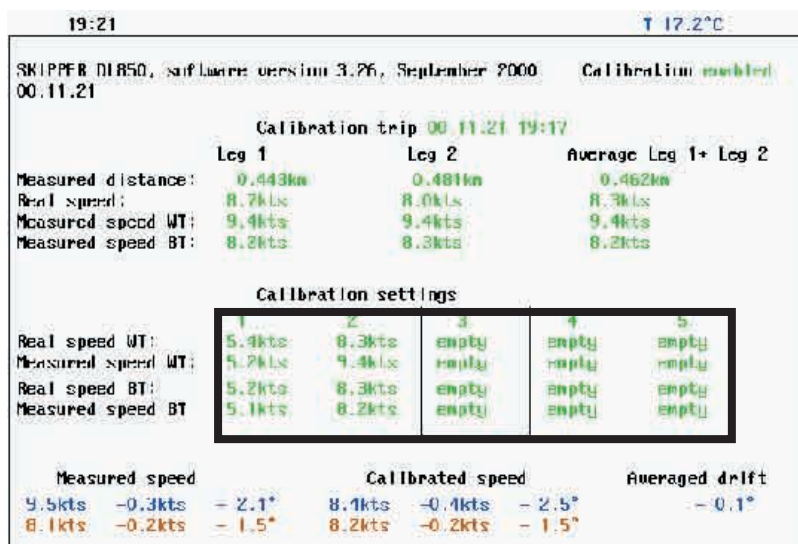 19:21 T 17.2°C
SKIPPER DL850, software version 3.26, September 2000 Calibration enabled
00.11.21
Calibration trip 00.11.21 19:17
Leg 1 Leg 2 Average Leg 1+ Leg 2
Measured distance: 0.443km 0.481km 0.462km
Real speed: 8.7kts 8.0kts 8.3kts
Measured speed WT: 9.4kts 9.4kts 9.4kts
Measured speed BT: 8.2kts 8.3kts 8.2kts
Calibration settings
1 2 3 4 5
Real speed WT: 5.4kts 8.3kts empty empty empty
Measured speed WT: 5.2kts 9.4kts empty empty empty
Real speed BT: 5.2kts 8.3kts empty empty empty
Measured speed BT 5.1kts 8.2kts empty empty empty
Measured speed Calibrated speed Averaged drift
9.5kts -0.3kts - 2.1° 8.4kts -0.4kts - 2.5° - 0.1°
8.1kts -0.2kts - 1.5° 8.2kts -0.2kts - 1.5°